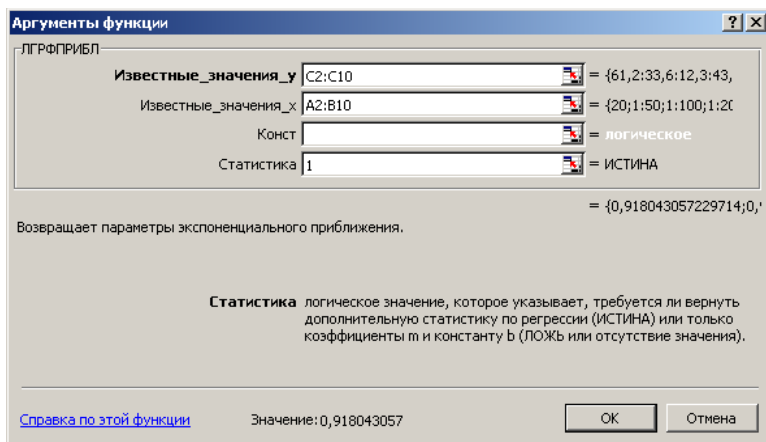 Аргументы функции
ЛГРФПРИБЛ
Известные_значения_y C2:C10 = {61,2:33,6:12,3:43,
Известные_значения_x A2:B10 = {20;1:50;1:100;1:20
Конст = логическое
Статистика 1 = ИСТИНА
= {0,918043057229714;0,
Возвращает параметры экспоненциального приближения.
Статистика логическое значение, которое указывает, требуется ли вернуть
дополнительную статистику по регрессии (ИСТИНА) или только
коэффициенты m и константу b (ЛОЖЬ или отсутствие значения).
Справка по этой функции Значение:0,918043057 OK Отмена